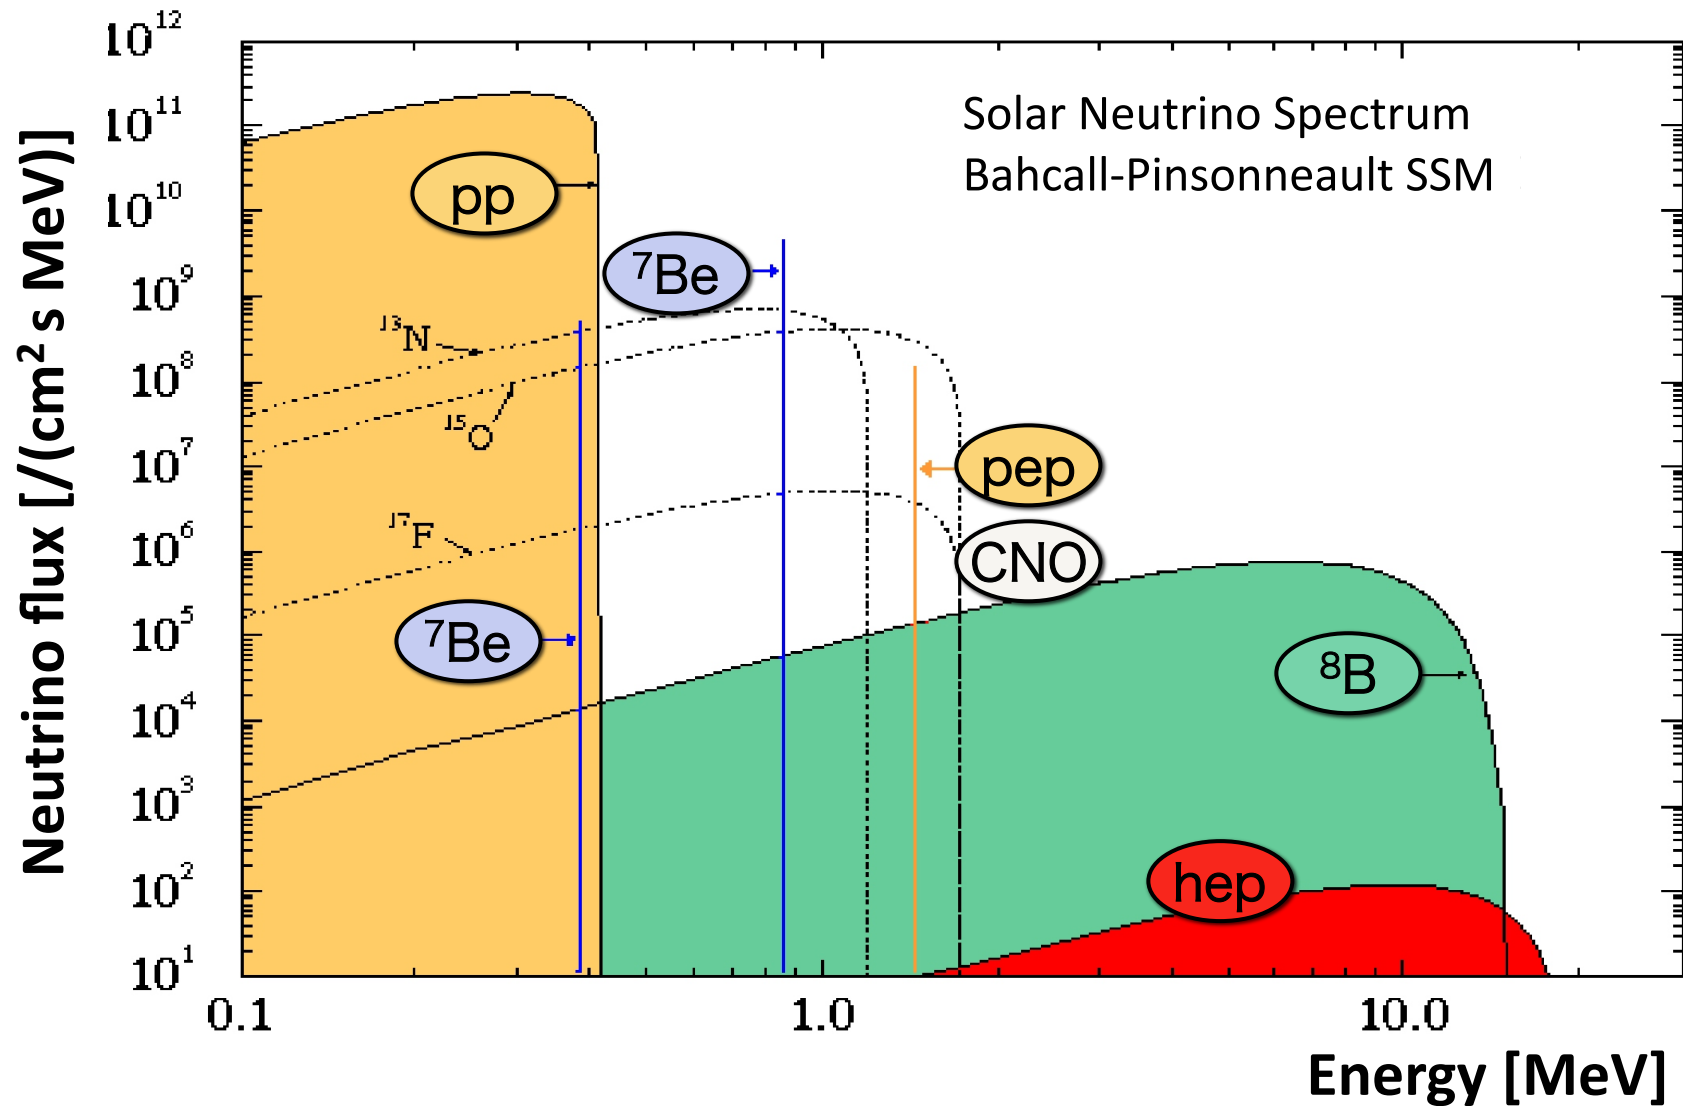 10¹²
10¹¹
10¹⁰
10⁹
10⁸
10⁷
10⁶
10⁵
10⁴
10³
10²
10¹
Neutrino flux [/(cm² s MeV)]
Solar Neutrino Spectrum
Bahcall-Pinsonneault SSM
pp
⁷Be
¹³N
¹⁵O
pep
¹⁷F
CNO
⁷Be
⁸B
hep
0.1 1.0 10.0
Energy [MeV]